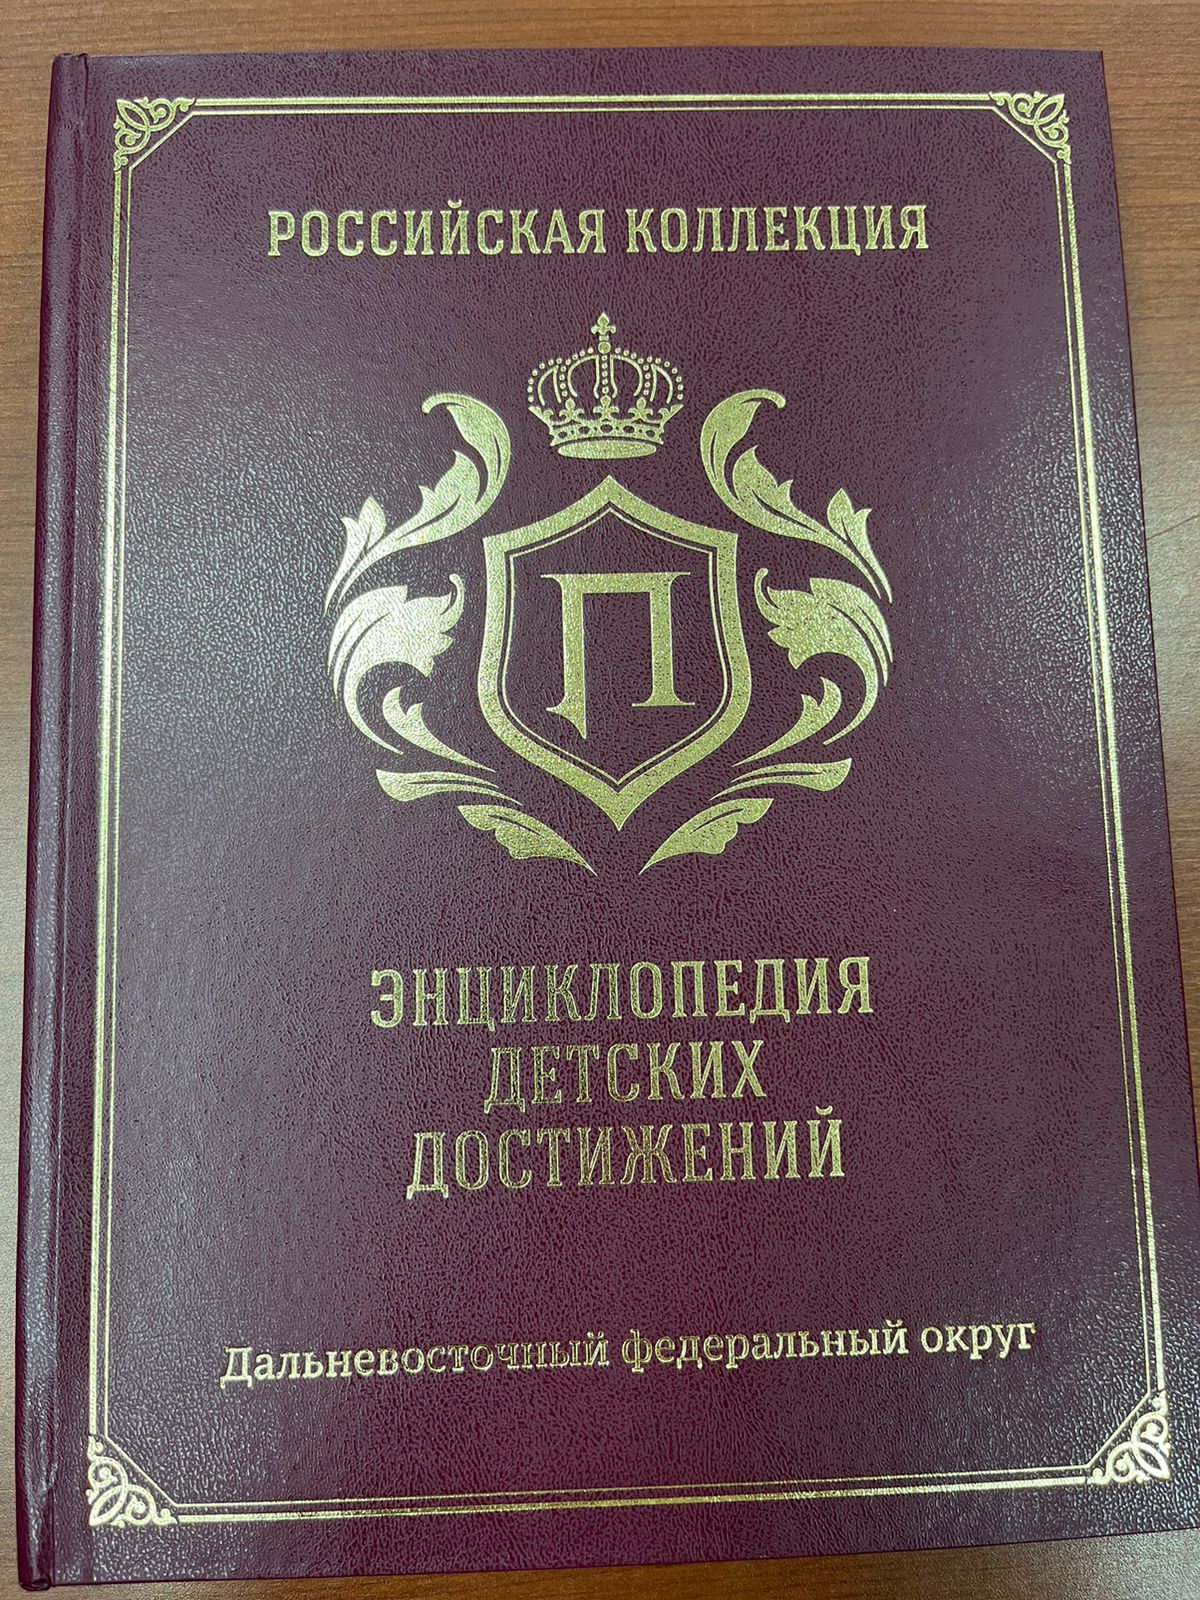 РОССИЙСКАЯ КОЛЛЕКЦИЯ
П
ЭНЦИКЛОПЕДИЯ
ДЕТСКИХ
ДОСТИЖЕНИЙ
Дальневосточный федеральный округ